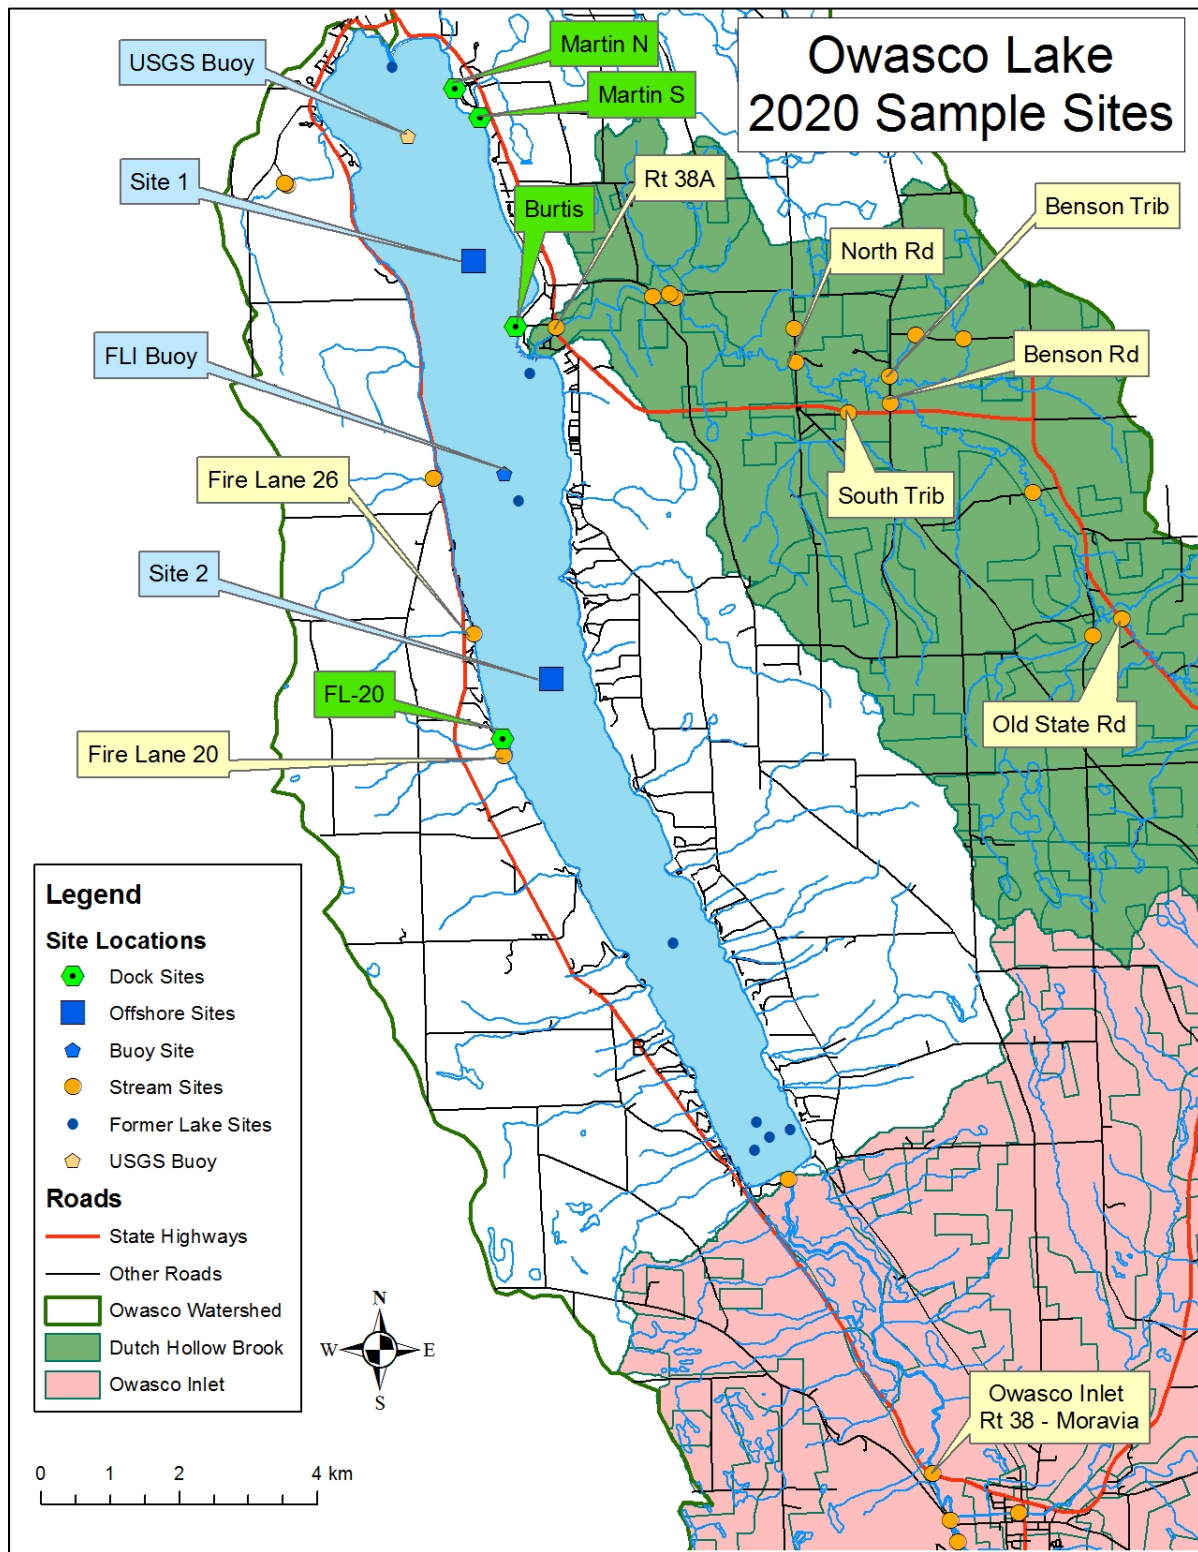 Owasco Lake
2020 Sample Sites
USGS Buoy
Martin N
Martin S
Site 1
Burtis
Rt 38A
Benson Trib
North Rd
FLI Buoy
Benson Rd
Fire Lane 26
South Trib
Site 2
FL-20
Old State Rd
Fire Lane 20
Legend
Site Locations
Dock Sites
Offshore Sites
Buoy Site
Stream Sites
Former Lake Sites
USGS Buoy
Roads
State Highways
Other Roads
Owasco Watershed
Dutch Hollow Brook
Owasco Inlet
N
W E
S
Owasco Inlet
Rt 38 - Moravia
0 1 2 4 km